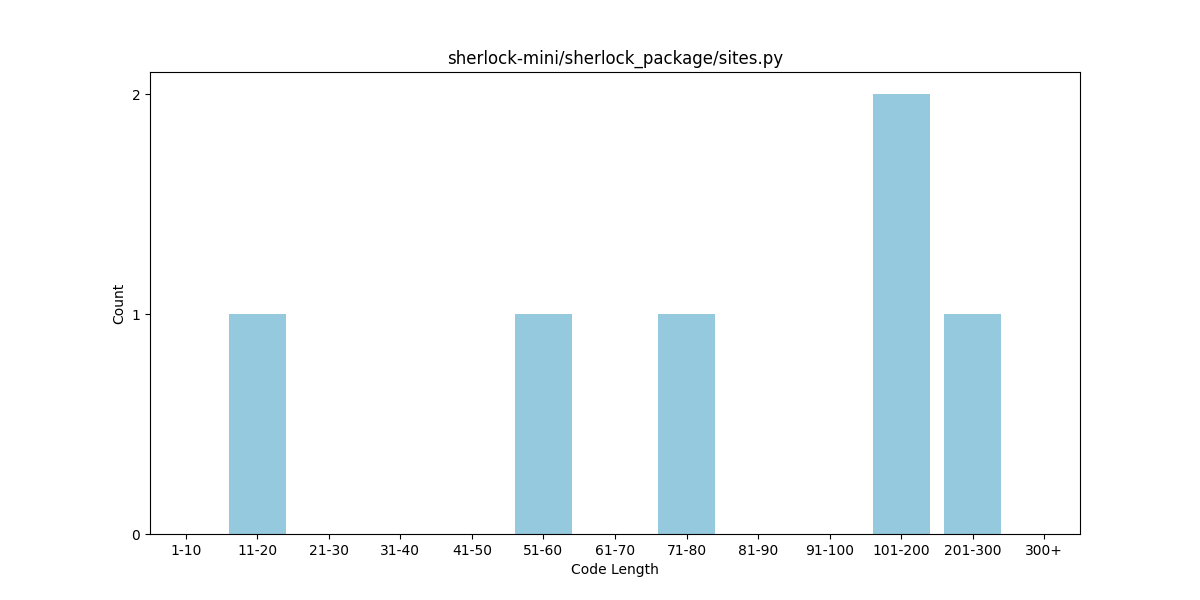 sherlock-mini/sherlock_package/sites.py
Count
2
1
0
1-10 11-20 21-30 31-40 41-50 51-60 61-70 71-80 81-90 91-100 101-200 201-300 300+
Code Length